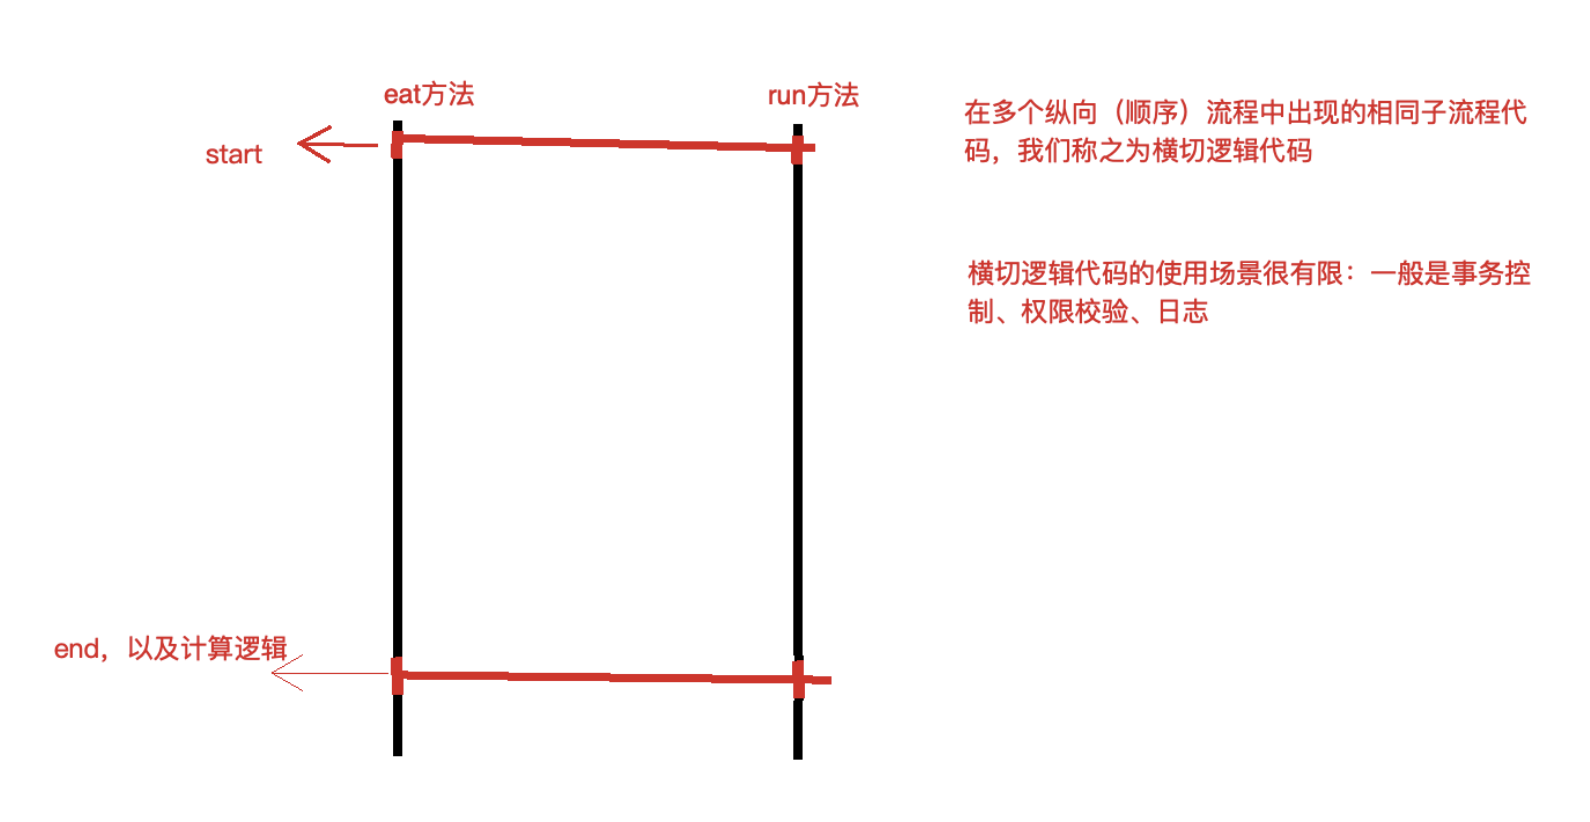 eat方法
run方法
start
在多个纵向（顺序）流程中出现的相同子流程代
码，我们称之为横切逻辑代码
横切逻辑代码的使用场景很有限：一般是事务控
制、权限校验、日志
end，以及计算逻辑